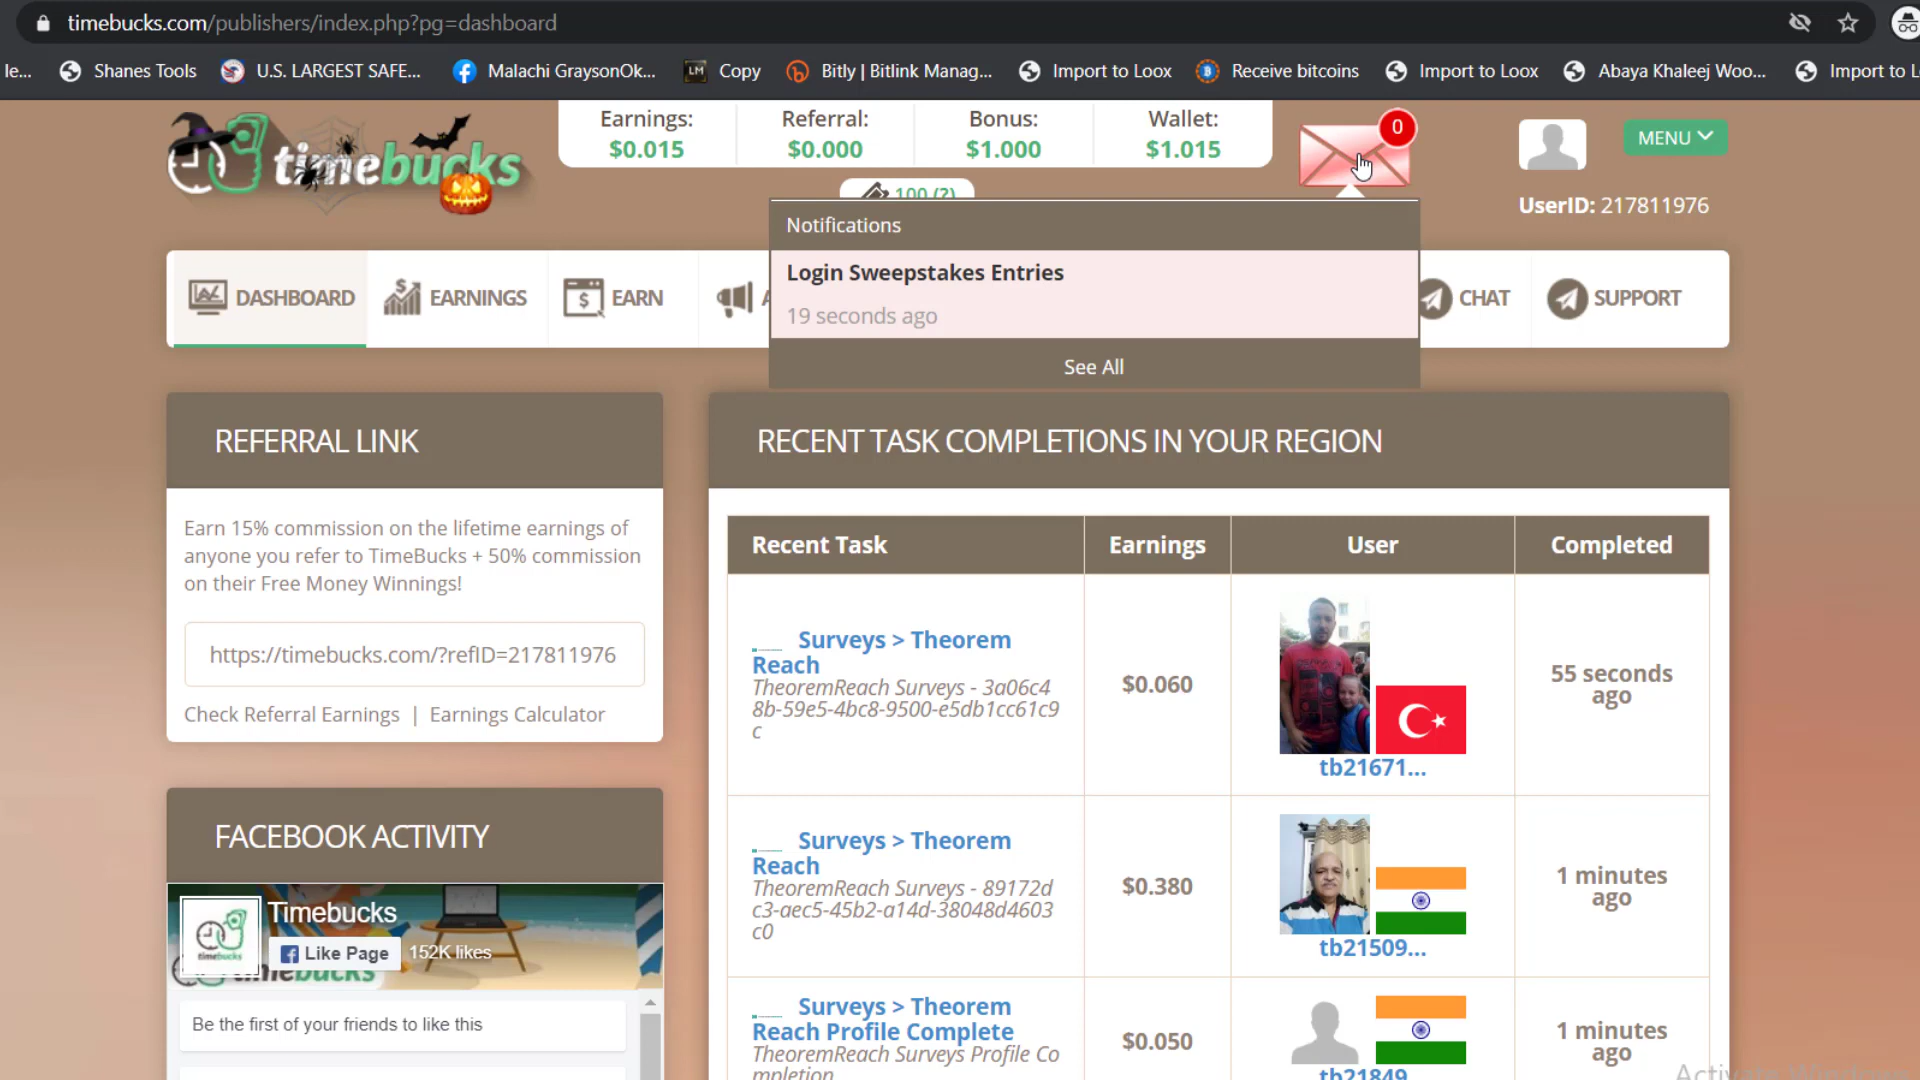 timebucks.com/publishers/index.php?pg=dashboard
le... Shanes Tools U.S. LARGEST SAFE... Malachi GraysonOk... LM Copy Bitly | Bitlink Manag... Import to Loox Receive bitcoins Import to Loox Abaya Khaleej Woo... Import to L
timebucks
Earnings: Referral: Bonus: Wallet:
$0.015 $0.000 $1.000 $1.015
0
MENU
100 (?)
UserID: 217811976
Notifications
Login Sweepstakes Entries
19 seconds ago
See All
DASHBOARD EARNINGS EARN A CHAT SUPPORT
REFERRAL LINK
Earn 15% commission on the lifetime earnings of
anyone you refer to TimeBucks + 50% commission
on their Free Money Winnings!
https://timebucks.com/?refID=217811976
Check Referral Earnings | Earnings Calculator
FACEBOOK ACTIVITY
Timebucks
Like Page 152K likes
timebucks
timebucks
Be the first of your friends to like this
RECENT TASK COMPLETIONS IN YOUR REGION
Recent Task Earnings User Completed
Surveys > Theorem
Reach
TheoremReach Surveys - 3a06c4
8b-59e5-4bc8-9500-e5db1cc61c9
c
$0.060
tb21671...
55 seconds
ago
Surveys > Theorem
Reach
TheoremReach Surveys - 89172d
c3-aec5-45b2-a14d-38048d4603
c0
$0.380
tb21509...
1 minutes
ago
Surveys > Theorem
Reach Profile Complete
TheoremReach Surveys Profile Co
mpletion
$0.050
tb21849
1 minutes
ago
Activate Windows